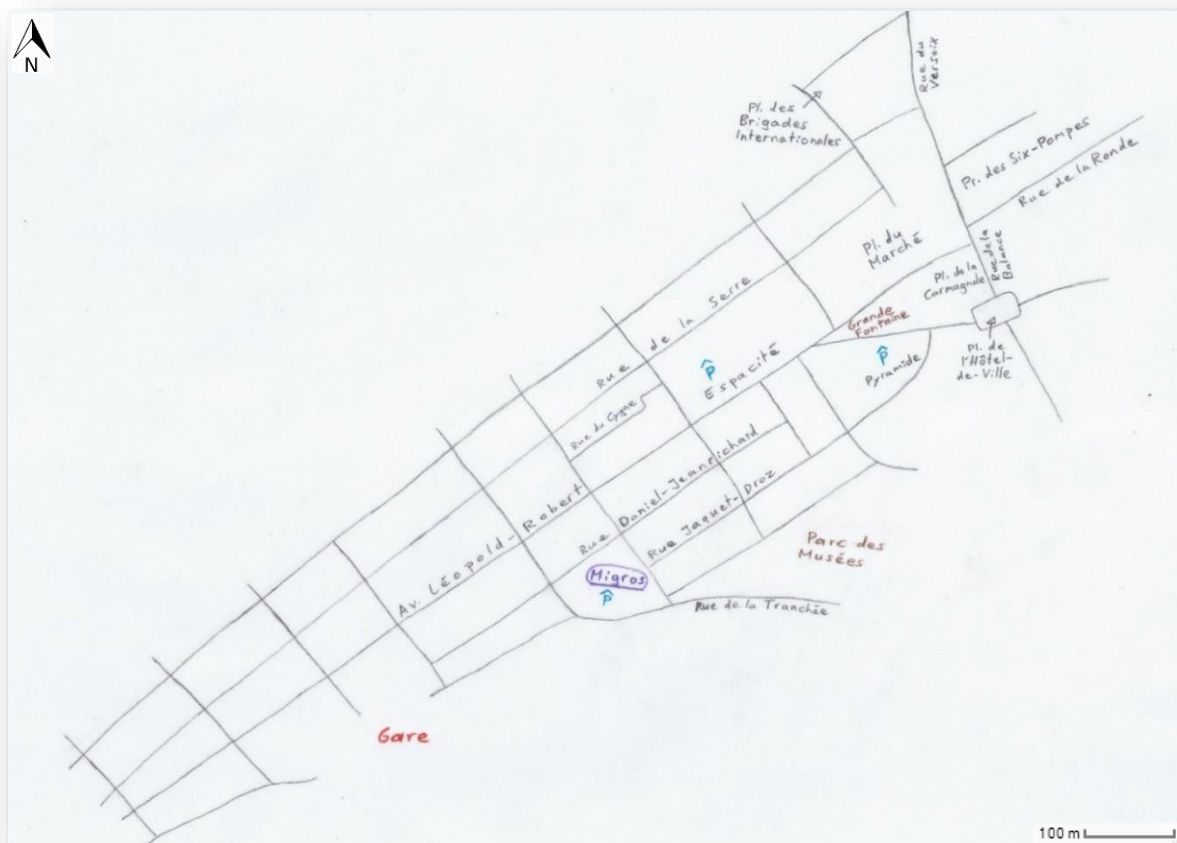 N
Rue du
Versoix
Pl. des
Brigades
Internationales
Pr. des Six-Pompes
Rue de la Ronde
Pl. du
Marché
Rue de la
Balance
Pl. de la
Carmagnole
Grande
Fontaine
Pl. de
l'Hôtel-
de-Ville
P
Pyramide
Rue de la Serre
P
Espacité
Rue du Cygne
Av. Léopold-Robert
Rue Daniel-Jeanrichard
Rue Jaquet-Droz
Migros
P
Parc des
Musées
Rue de la Tranchée
Gare
100 m